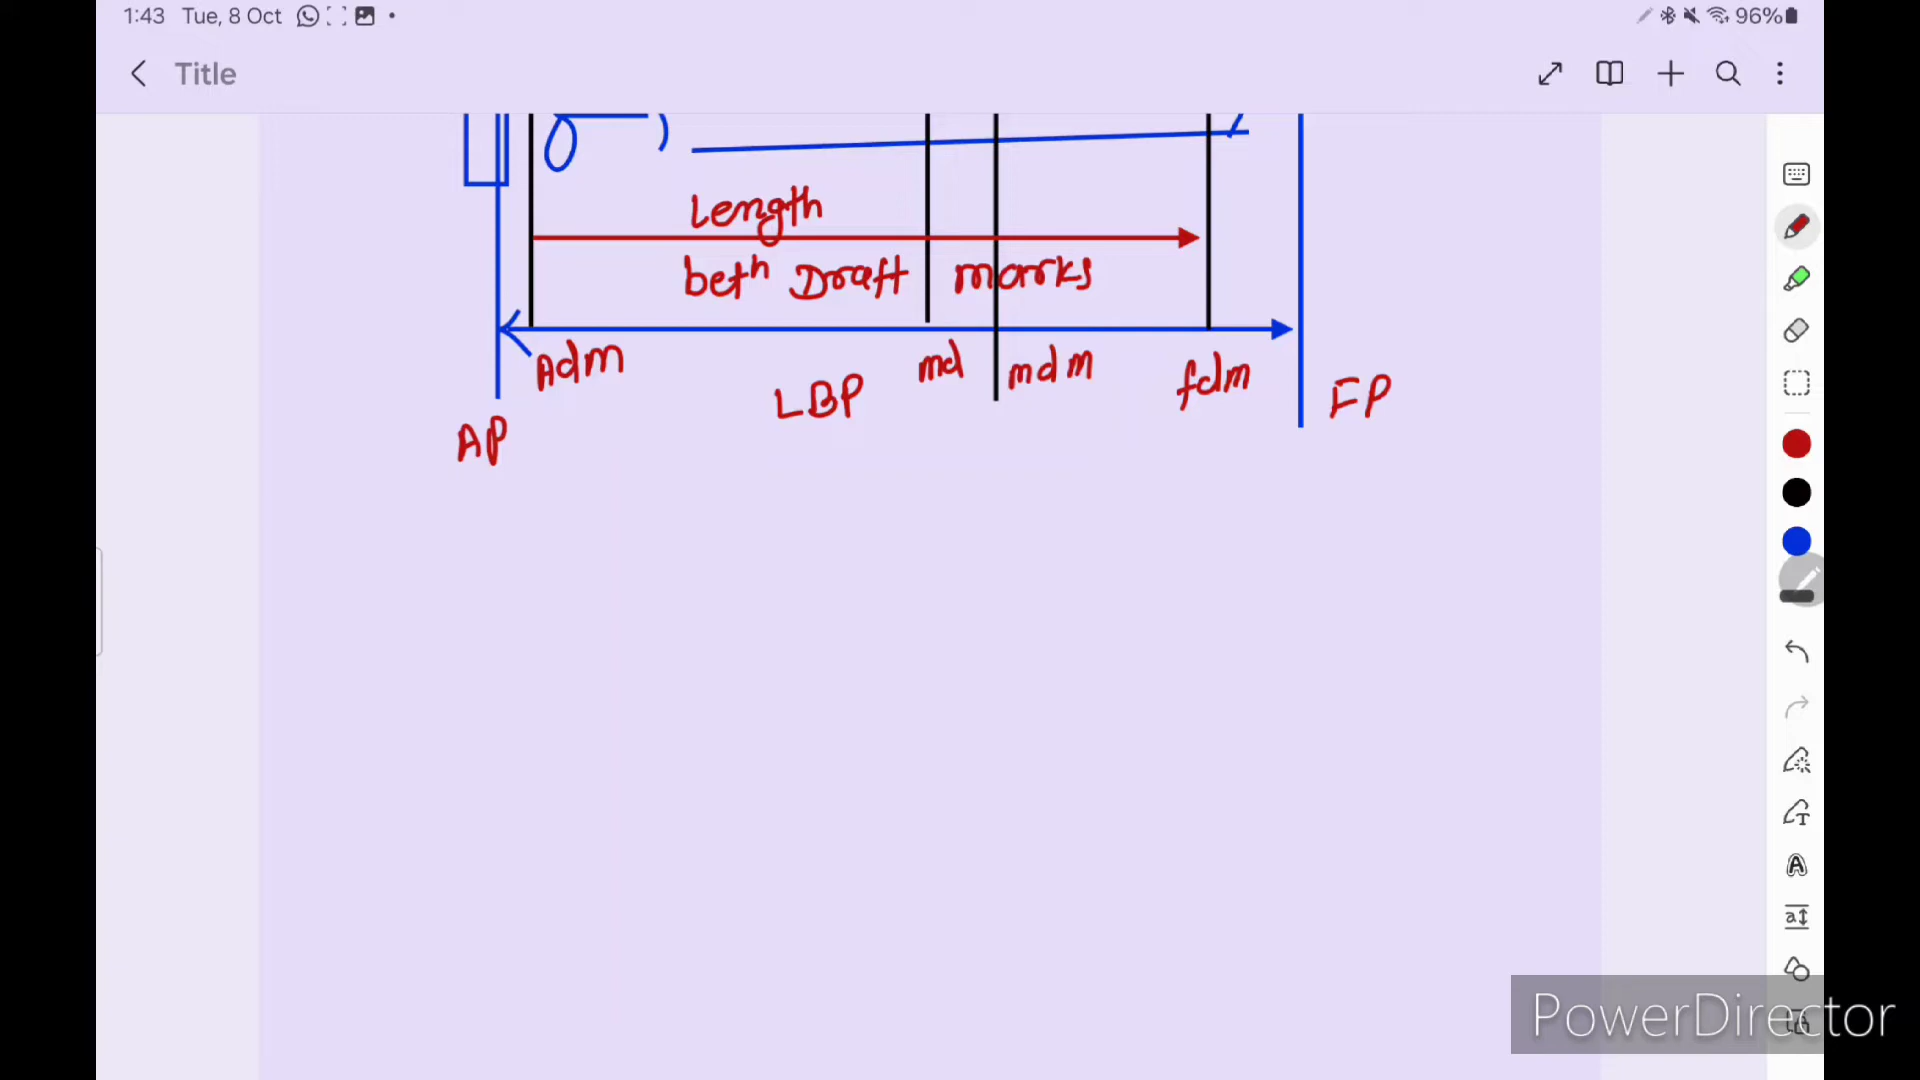 1:43 Tue, 8 Oct
96%
Title
Length
betⁿ Draft marks
Adm
md
mdm
fdm
LBP
FP
AP
PowerDirector